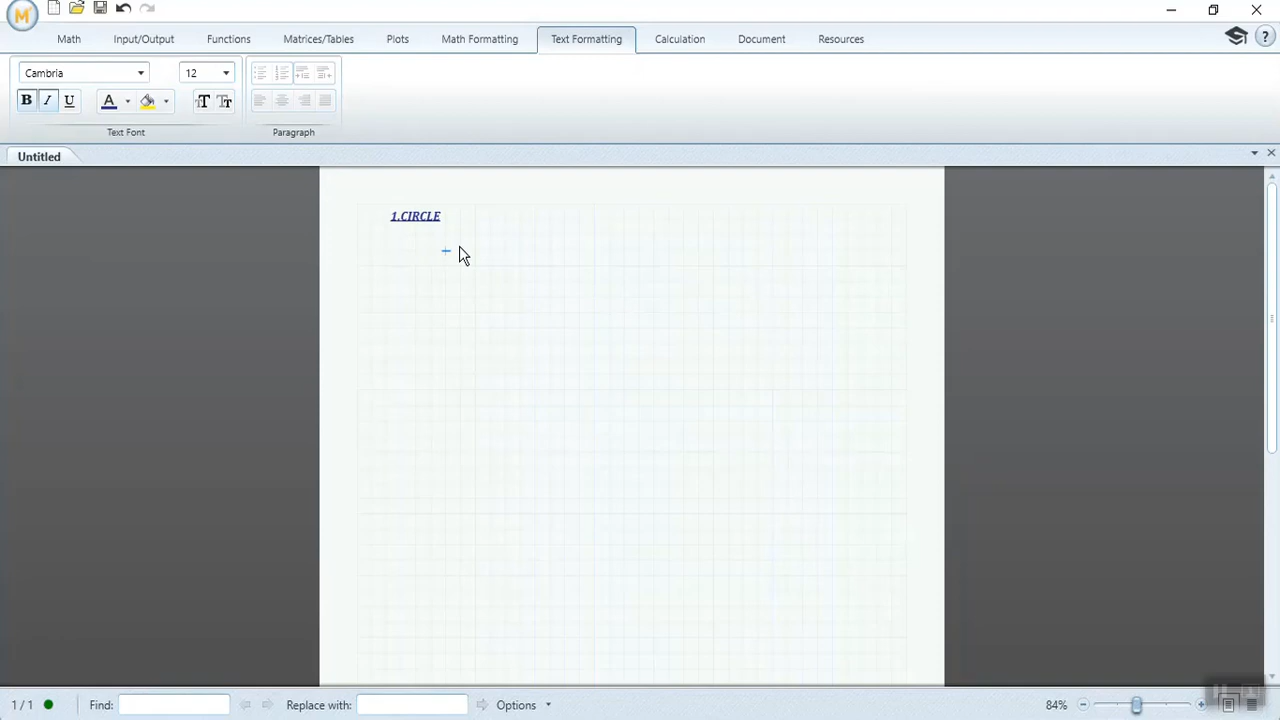 Math Input/Output Functions Matrices/Tables Plots Math Formatting Text Formatting Calculation Document Resources
Cambria 12
B I U A T T
Text Font Paragraph
Untitled
1.CIRCLE
1 / 1 Find: Replace with: Options 84%